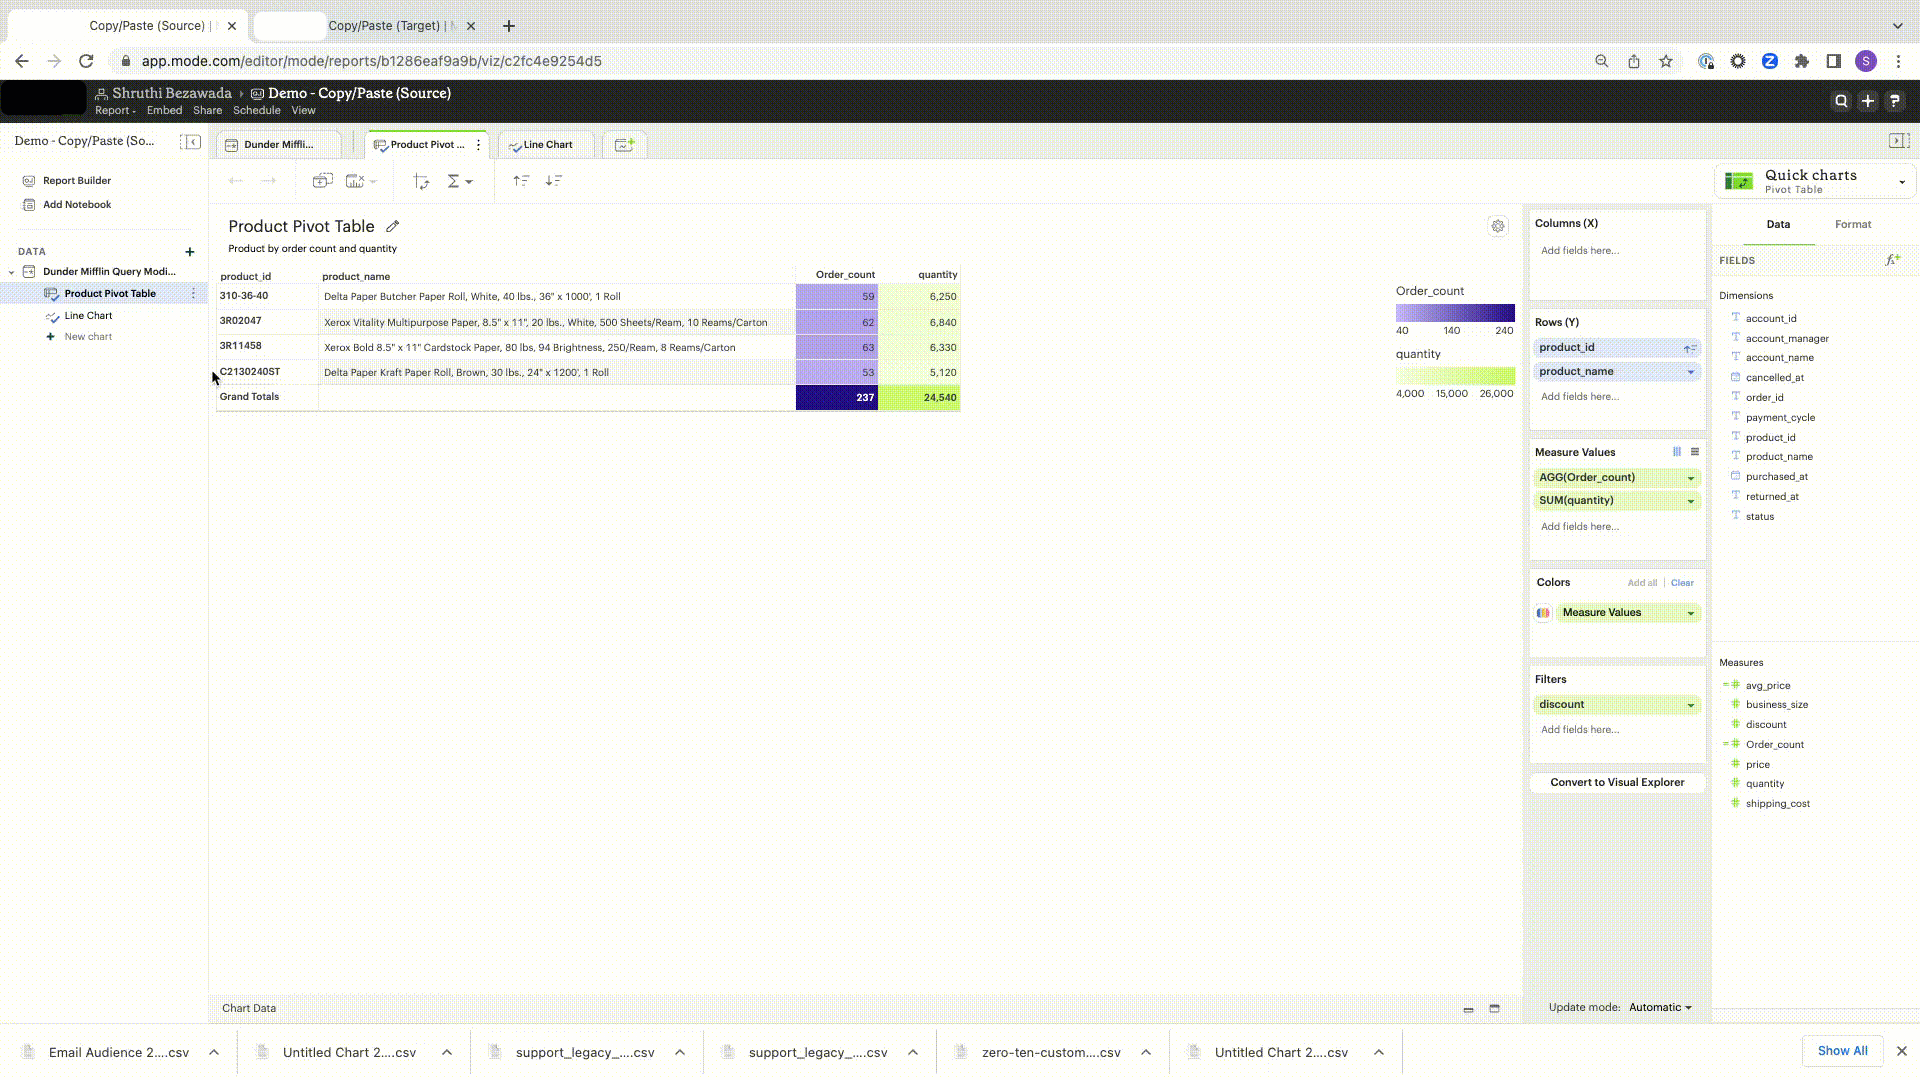 Copy/Paste (Source) |
Copy/Paste (Target) |
app.mode.com/editor/mode/reports/b1286eaf9a9b/viz/c2fc4e9254d5
S
Shruthi Bezawada › Demo - Copy/Paste (Source)
Report Embed Share Schedule View
Demo - Copy/Paste (So...
Dunder Miffli...
Product Pivot ...
Line Chart
Report Builder
Add Notebook
DATA
Dunder Mifflin Query Modi...
Product Pivot Table
Line Chart
New chart
Quick charts
Pivot Table
Product Pivot Table
Product by order count and quantity
product_id product_name Order_count quantity
310-36-40 Delta Paper Butcher Paper Roll, White, 40 lbs., 36" x 1000', 1 Roll 59 6,250
3R02047 Xerox Vitality Multipurpose Paper, 8.5" x 11", 20 lbs., White, 500 Sheets/Ream, 10 Reams/Carton 62 6,840
3R11458 Xerox Bold 8.5" x 11" Cardstock Paper, 80 lbs, 94 Brightness, 250/Ream, 8 Reams/Carton 63 6,330
C2130240ST Delta Paper Kraft Paper Roll, Brown, 30 lbs., 24" x 1200', 1 Roll 53 5,120
Grand Totals 237 24,540
Order_count
40 140 240
quantity
4,000 15,000 26,000
Columns (X)
Add fields here...
Rows (Y)
product_id
product_name
Add fields here...
Measure Values
AGG(Order_count)
SUM(quantity)
Add fields here...
Colors Add all | Clear
Measure Values
Filters
discount
Add fields here...
Convert to Visual Explorer
Data Format
FIELDS
Dimensions
account_id
account_manager
account_name
cancelled_at
order_id
payment_cycle
product_id
product_name
purchased_at
returned_at
status
Measures
avg_price
business_size
discount
Order_count
price
quantity
shipping_cost
Chart Data
Update mode: Automatic
Email Audience 2....csv
Untitled Chart 2....csv
support_legacy_....csv
support_legacy_....csv
zero-ten-custom....csv
Untitled Chart 2....csv
Show All